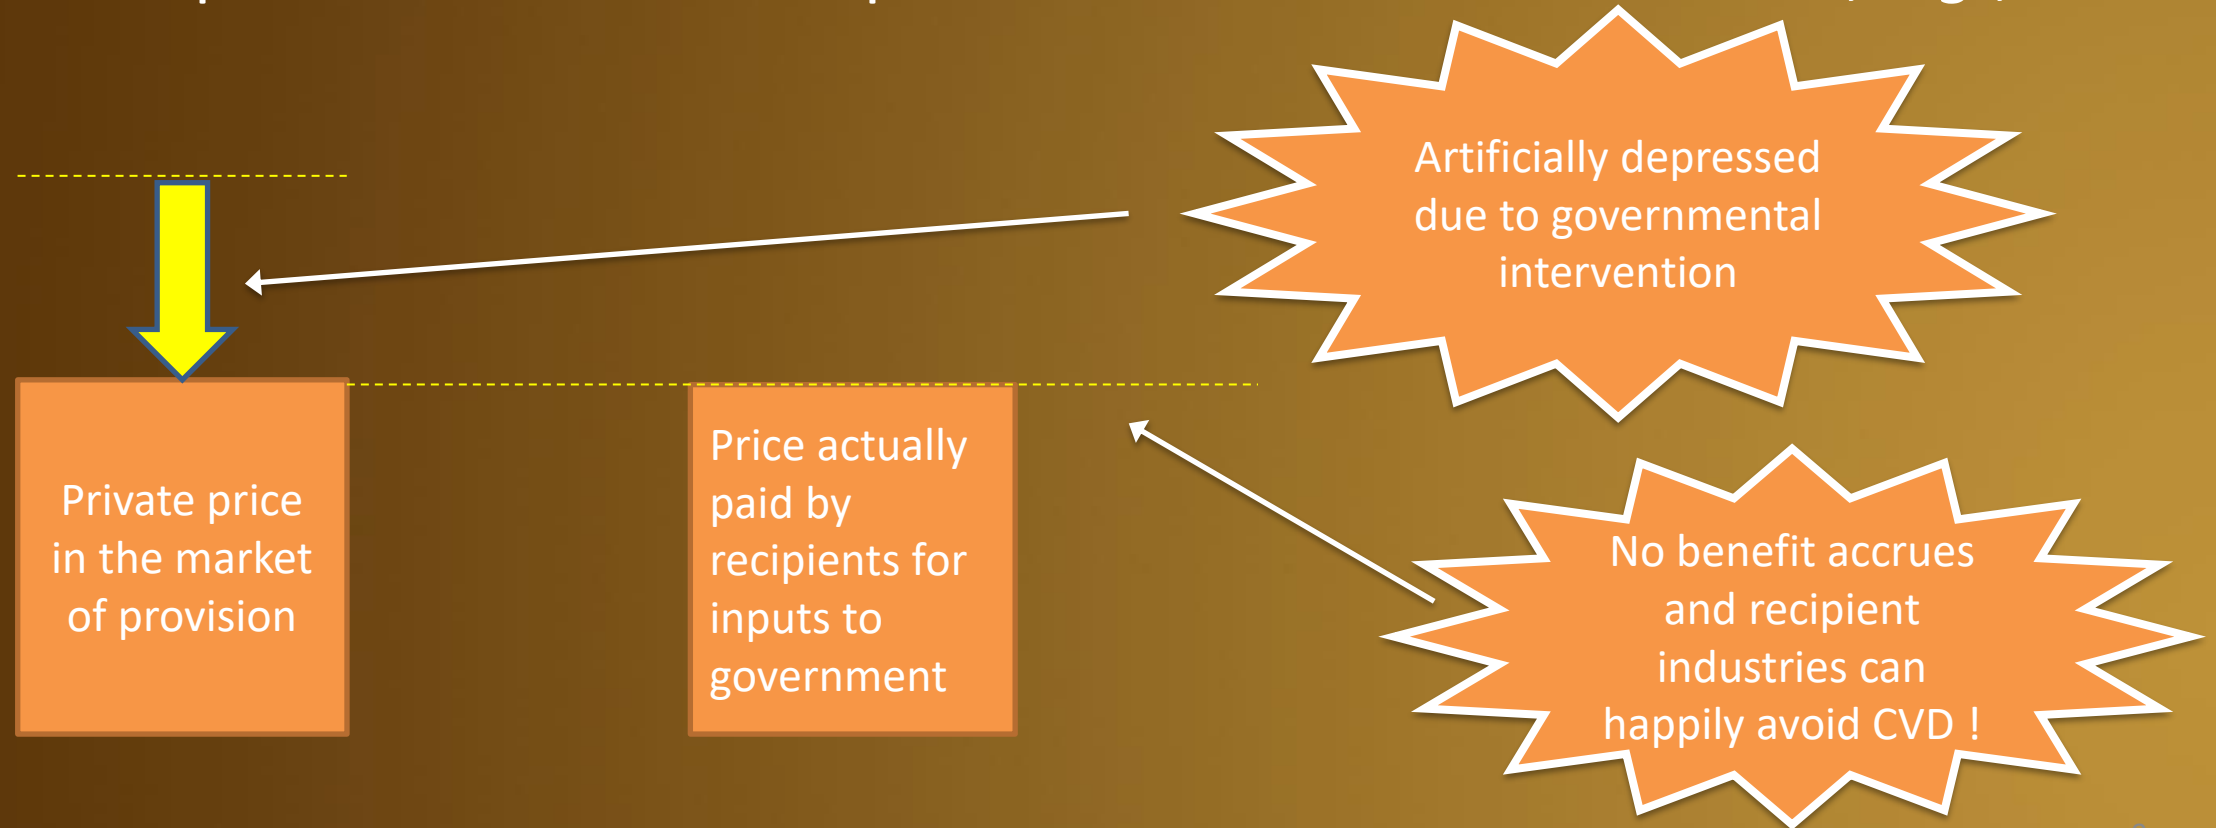 Artificially depressed
due to governmental
intervention
Private price
in the market
of provision
Price actually
paid by
recipients for
inputs to
government
No benefit accrues
and recipient
industries can
happily avoid CVD !